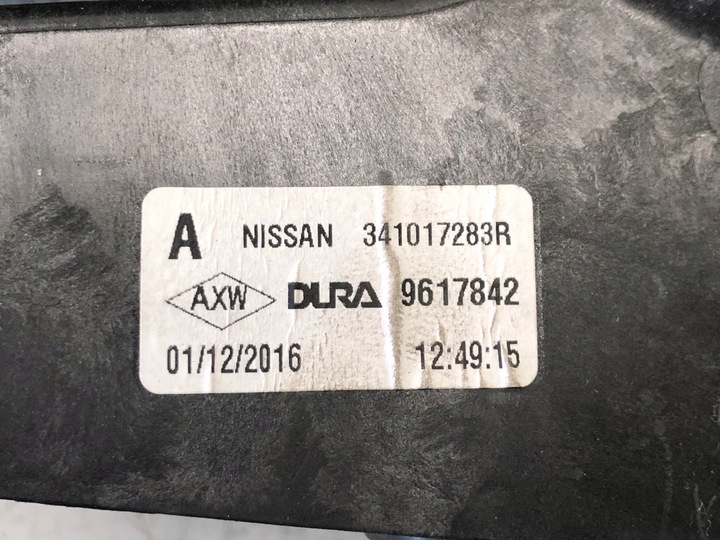 A NISSAN 341017283R
AXW DURA 9617842
01/12/2016 12:49:15